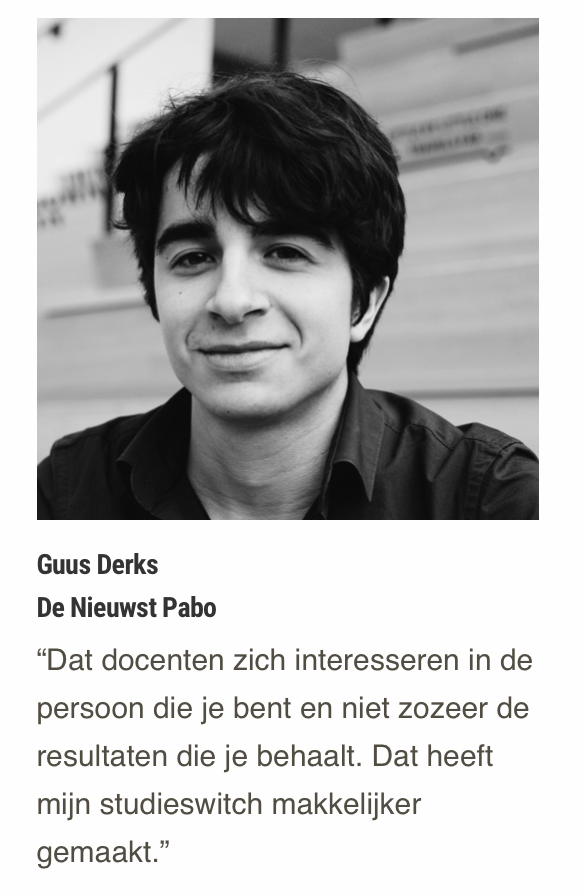 Guus Derks
De Nieuwst Pabo
“Dat docenten zich interesseren in de
persoon die je bent en niet zozeer de
resultaten die je behaalt. Dat heeft
mijn studieswitch makkelijker
gemaakt.”